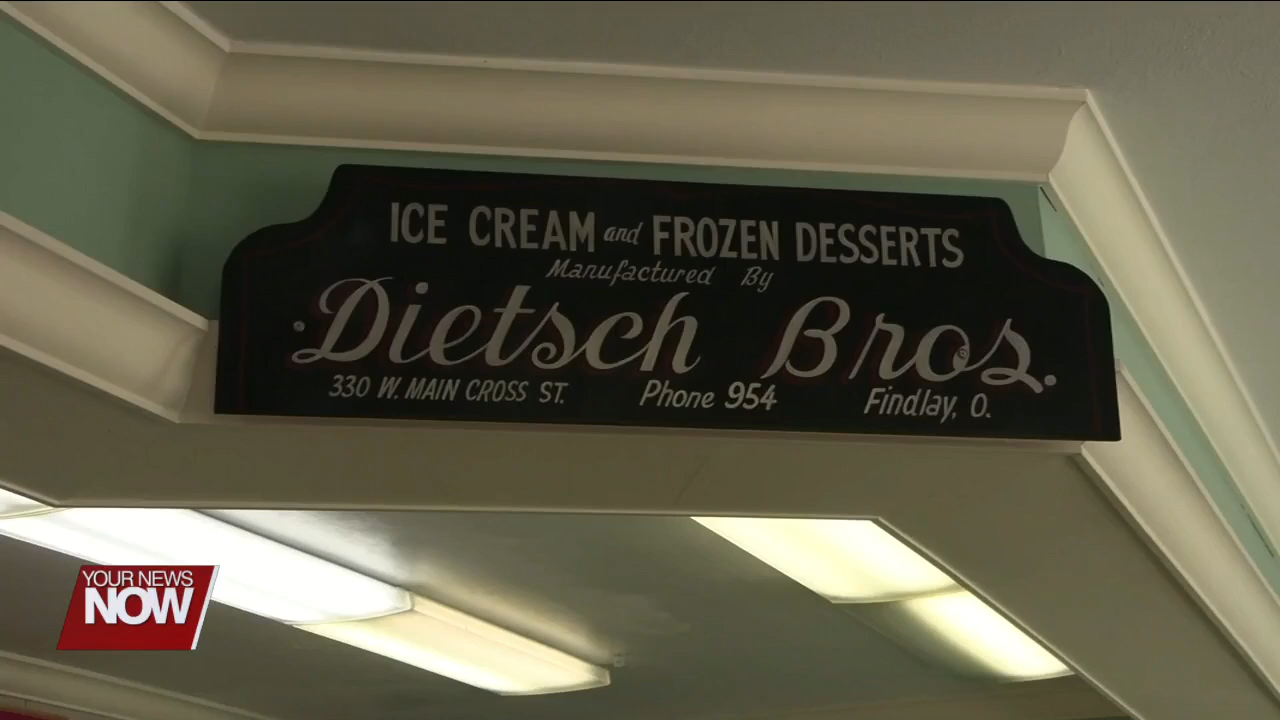 ICE CREAM and FROZEN DESSERTS
Manufactured By
Dietsch Bros.
330 W. MAIN CROSS ST. Phone 954 Findlay, O.
YOUR NEWS
NOW